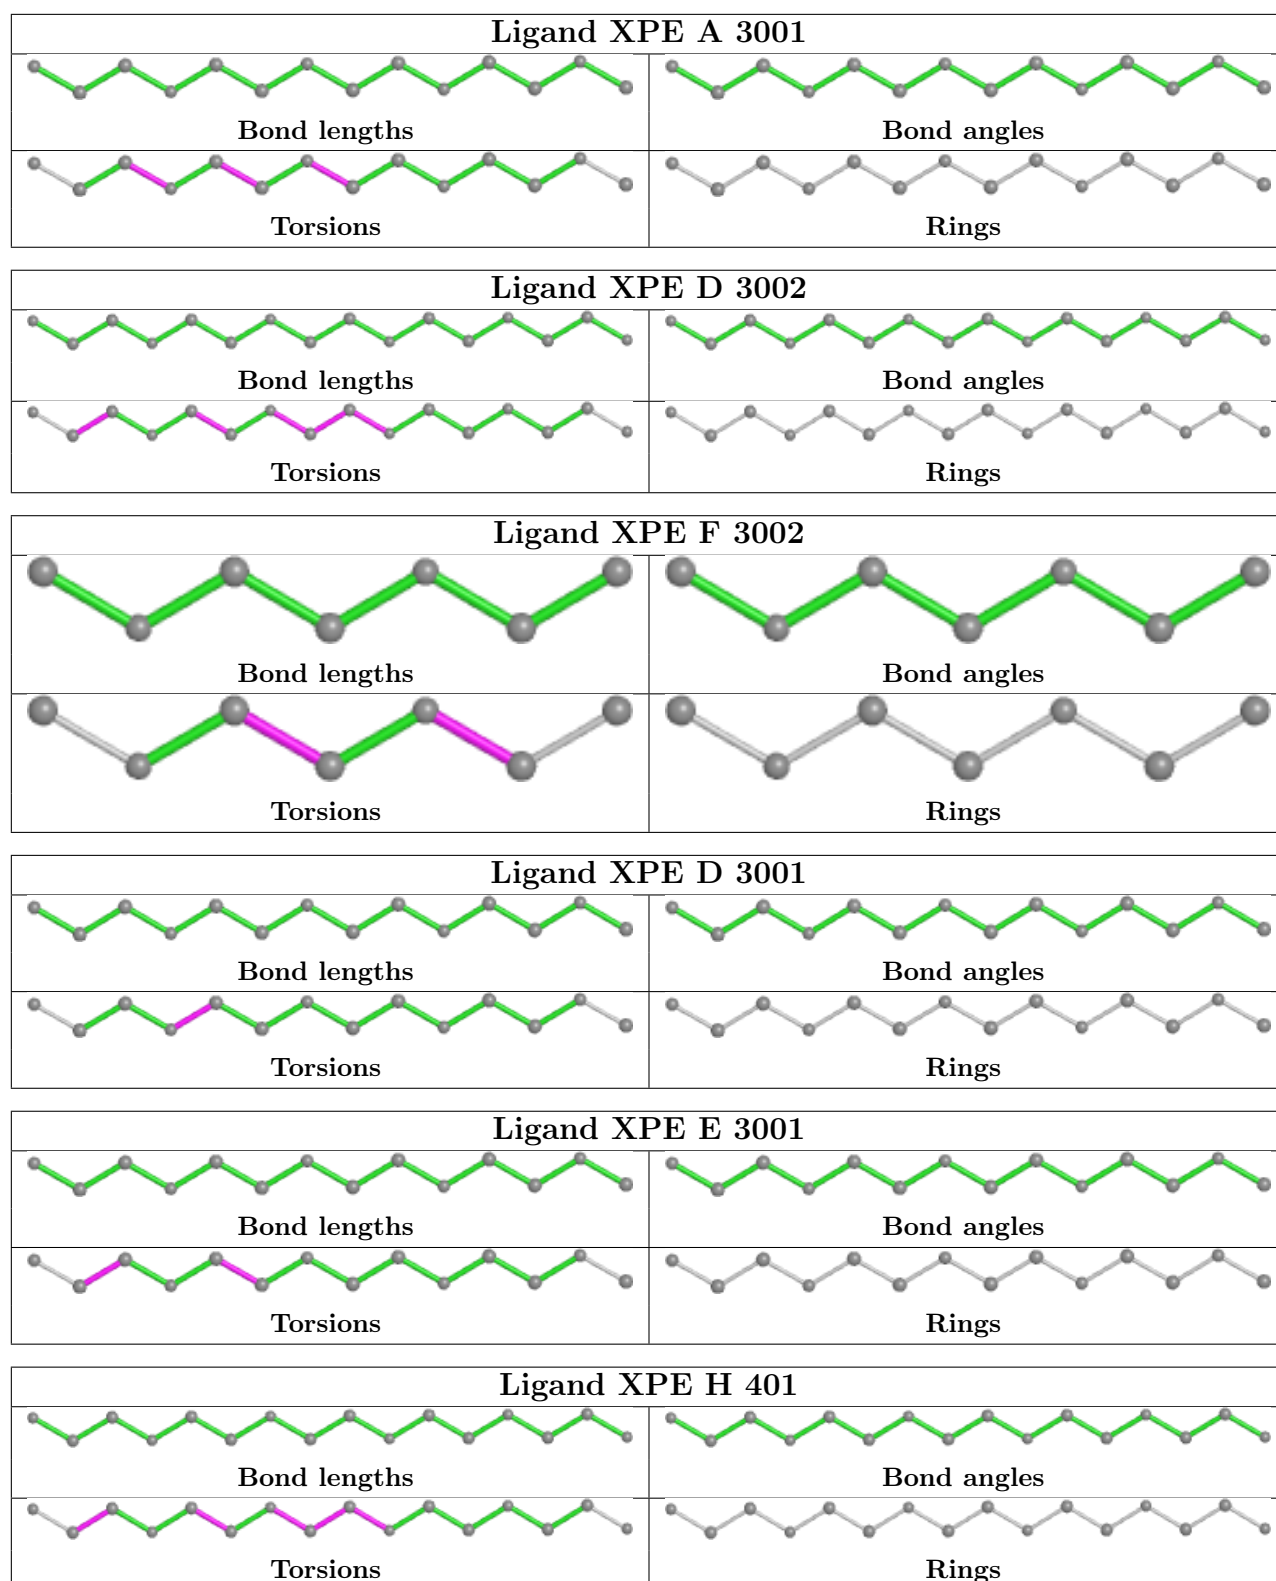 Ligand XPE A 3001
Bond lengths Bond angles
Torsions Rings
Ligand XPE D 3002
Bond lengths Bond angles
Torsions Rings
Ligand XPE F 3002
Bond lengths Bond angles
Torsions Rings
Ligand XPE D 3001
Bond lengths Bond angles
Torsions Rings
Ligand XPE E 3001
Bond lengths Bond angles
Torsions Rings
Ligand XPE H 401
Bond lengths Bond angles
Torsions Rings